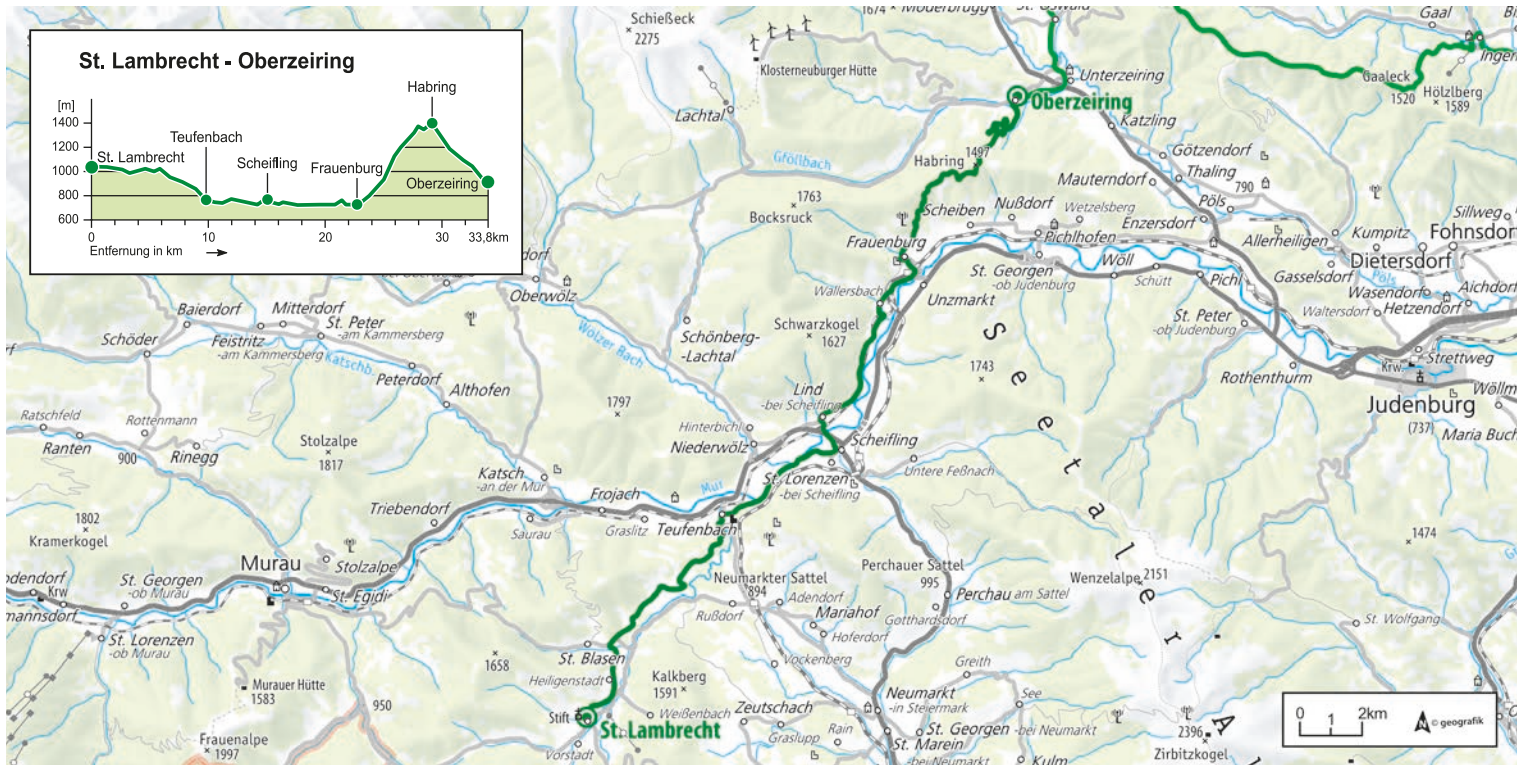 St. Lambrecht - Oberzeiring
[m]
1400
1200
1000
800
600
St. Lambrecht
Teufenbach
Scheifling
Frauenburg
Habring
Oberzeiring
0
10
20
30
33,8km
Entfernung in km
Schießeck
2275
1674
St. Oswald
Gaal
Klosterneuburger Hütte
Unterzeiring
Gaaleck
1520
Hölzlberg
1589
Oberzeiring
Lachtal
Katzling
Gföllbach
Habring
1497
Götzendorf
Thaling
790
Mauterndorf
Pöls
1763
Bocksruck
Scheiben
Nußdorf
Wetzelsberg
Enzersdorf
Sillweg
Kumpitz
Fohnsdorf
Frauenburg
Pichlhofen
Allerheiligen
Dietersdorf
St. Georgen
-ob Judenburg
Wöll
Schütt
Pichl
Gasselsdorf
Pöls
Wasendorf
Aichdorf
Hetzendorf
Waltersdorf
Oberwölz
Wallersbach
Unzmarkt
Baierdorf
Mitterdorf
St. Peter
-am Kammersberg
Schöder
Feistritz
-am Kammersberg
Katschb.
Wölzer Bach
Schönberg-
-Lachtal
Schwarzkogel
1627
St. Peter
-ob Judenburg
Strettweg
Krw.
Rothenthurm
Peterdorf
Althofen
1743
Judenburg
(737)
Maria Buch
Lind
-bei Scheifling
1797
Ratschfeld
Ranten
Rottenmann
900
Rinegg
Stolzalpe
1817
Hinterbichl
Niederwölz
Scheifling
Untere Feßnach
St. Lorenzen
-bei Scheifling
Katsch
-an der Mur
Frojach
Mur
Triebendorf
Saurau
Graslitz
Teufenbach
1802
Kramerkogel
1474
Murau
Stolzalpe
St. Egidi
St. Georgen
-ob Murau
Krw
Neumarkter Sattel
894
Perchauer Sattel
995
Perchau am Sattel
Wenzelalpe
2151
Adendorf
Rußdorf
Mariahof
Hoferdorf
Gotthardsdorf
St. Wolfgang
St. Lorenzen
-ob Murau
1658
St. Blasen
Heiligenstadt
Kalkberg
1591
Vockenberg
Greith
Murauer Hütte
1583
950
Stift
St. Lambrecht
Weißenbach
Zeutschach
Neumarkt
-in Steiermark
See
Frauenalpe
1997
Vorstadt
Graslupp
Rain
St. Georgen
-bei Neumarkt
St. Marein
-bei Neumarkt
Kulm
2396
Zirbitzkogel
Seetaler A
0 1 2km
© geografik